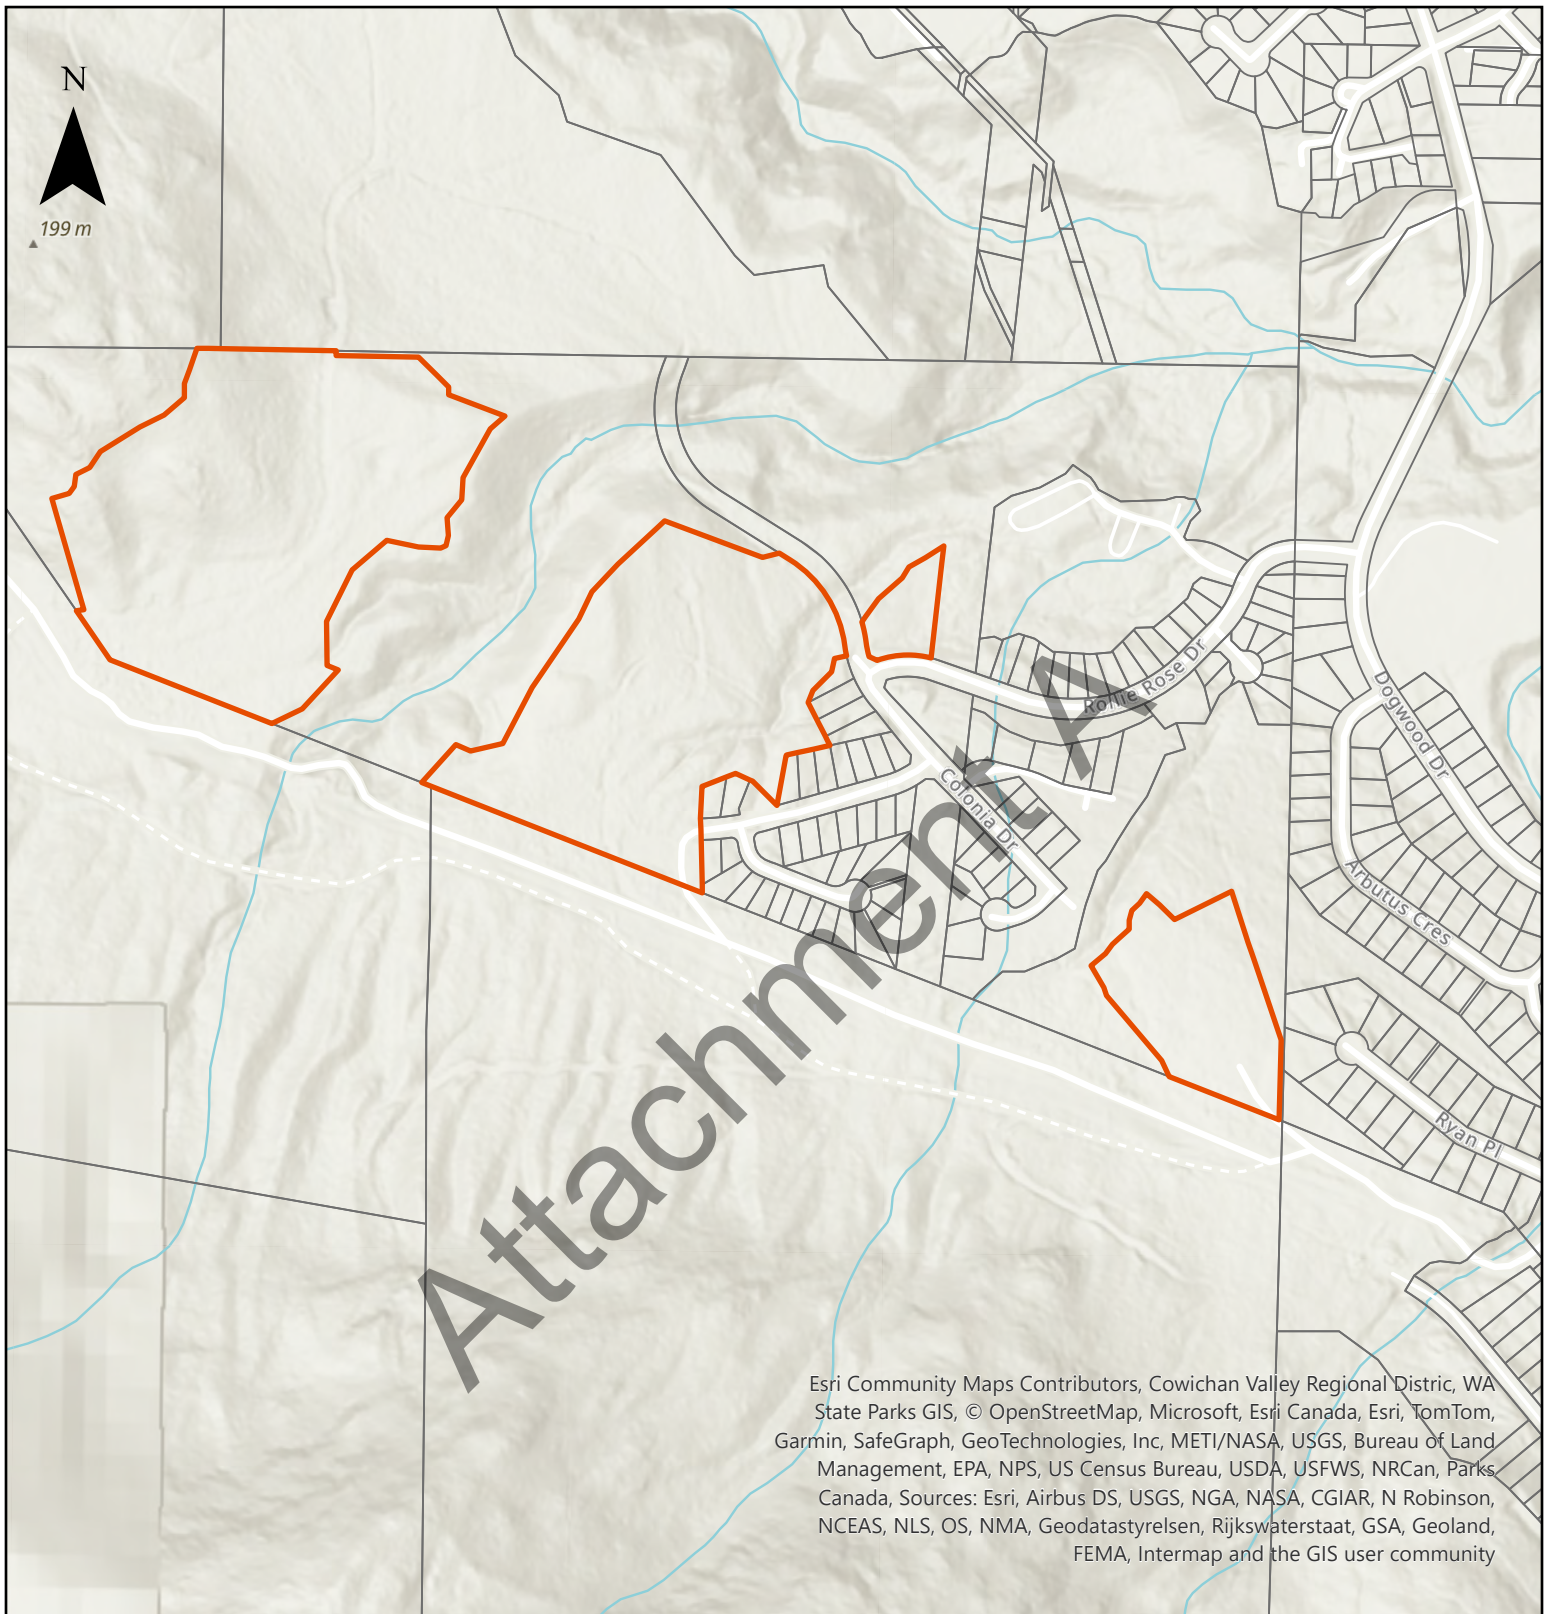 N
199 m
Rollie Rose Dr
Dogwood Dr
Colonia Dr
Arbutus Cres
Ryan Pl
Attachment A
Esri Community Maps Contributors, Cowichan Valley Regional Distric, WA
State Parks GIS, © OpenStreetMap, Microsoft, Esri Canada, Esri, TomTom,
Garmin, SafeGraph, GeoTechnologies, Inc, METI/NASA, USGS, Bureau of Land
Management, EPA, NPS, US Census Bureau, USDA, USFWS, NRCan, Parks
Canada, Sources: Esri, Airbus DS, USGS, NGA, NASA, CGIAR, N Robinson,
NCEAS, NLS, OS, NMA, Geodatastyrelsen, Rijkswaterstaat, GSA, Geoland,
FEMA, Intermap and the GIS user community